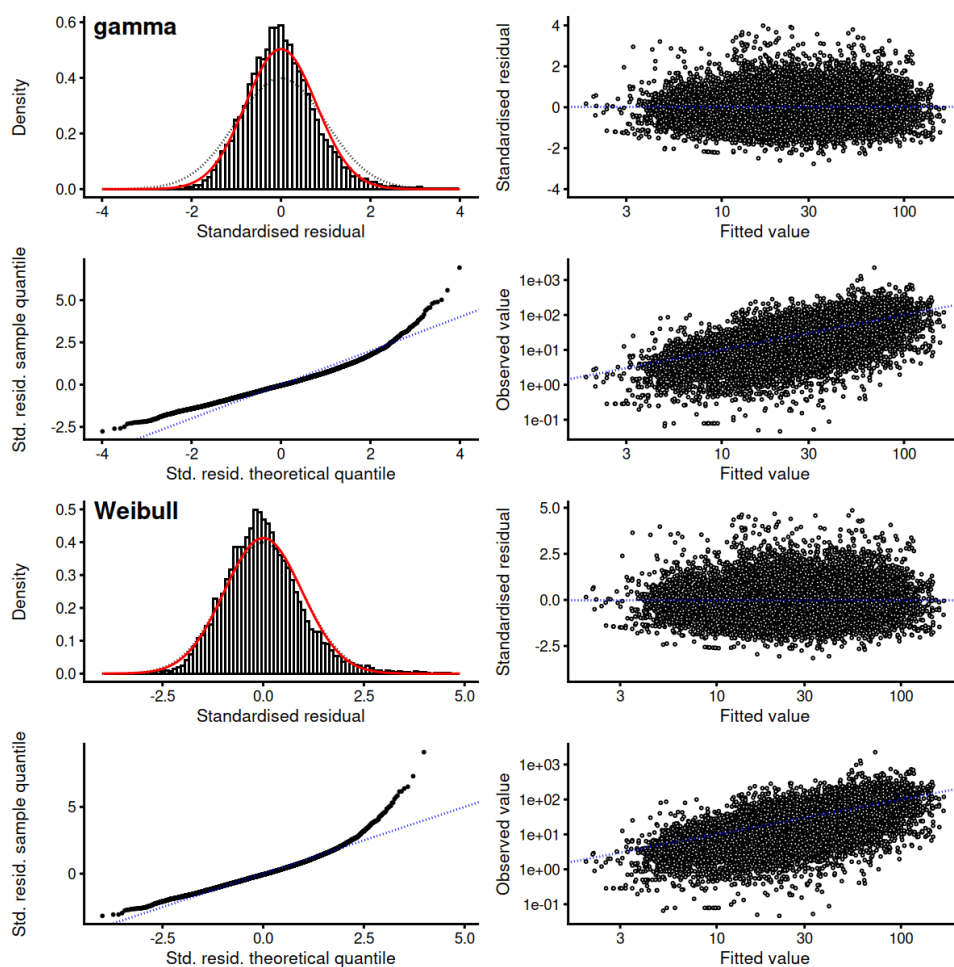 gamma
Density
0.6
0.4
0.2
0.0
-4
-2
0
2
4
Standardised residual
Standardised residual
4
2
0
-2
-4
3
10
30
100
Fitted value
Std. resid. sample quantile
5.0
2.5
0.0
-2.5
-4
-2
0
2
4
Std. resid. theoretical quantile
Observed value
1e+03
1e+02
1e+01
1e+00
1e-01
3
10
30
100
Fitted value
Weibull
Density
0.5
0.4
0.3
0.2
0.1
0.0
-2.5
0.0
2.5
5.0
Standardised residual
Standardised residual
5.0
2.5
0.0
-2.5
3
10
30
100
Fitted value
Std. resid. sample quantile
5
0
-2.5
0.0
2.5
5.0
Std. resid. theoretical quantile
Observed value
1e+03
1e+02
1e+01
1e+00
1e-01
3
10
30
100
Fitted value